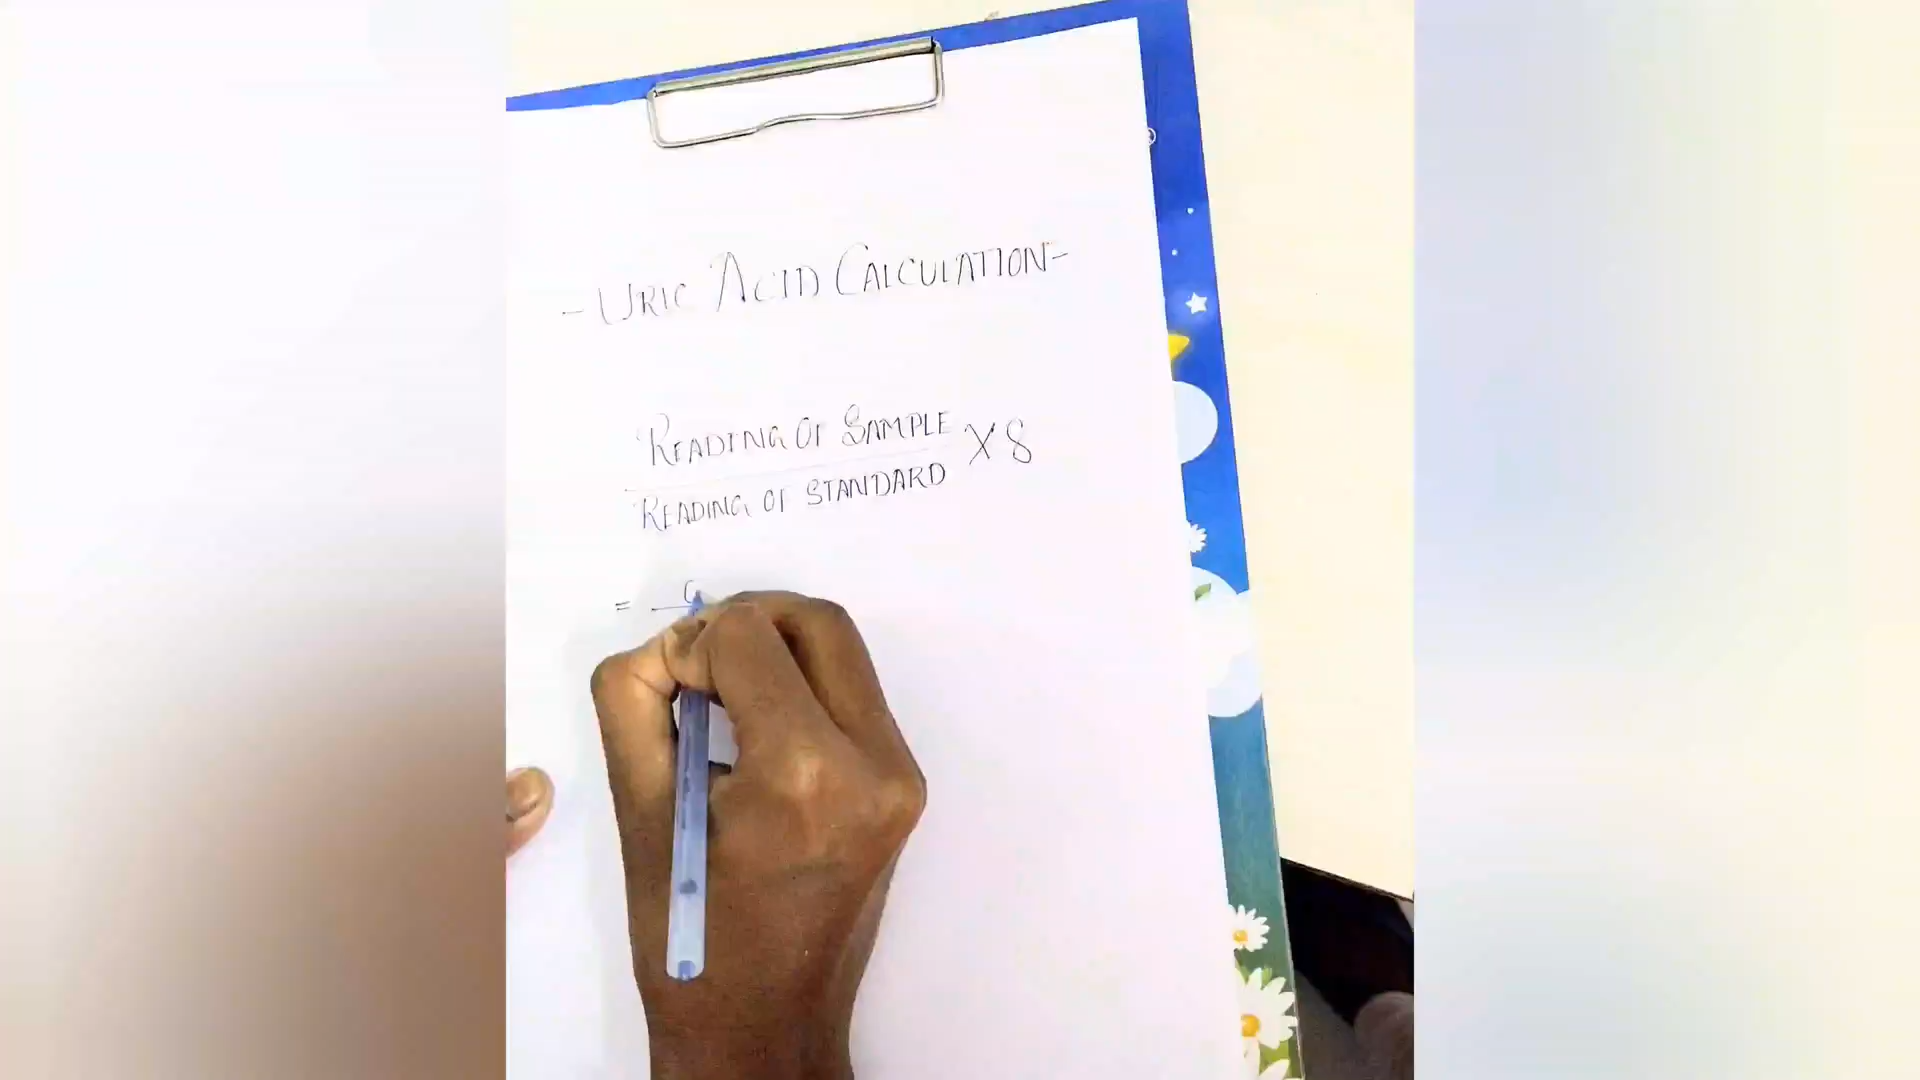 - URIC ACID CALCULATION -
READING OF SAMPLE
READING OF STANDARD X 8
=